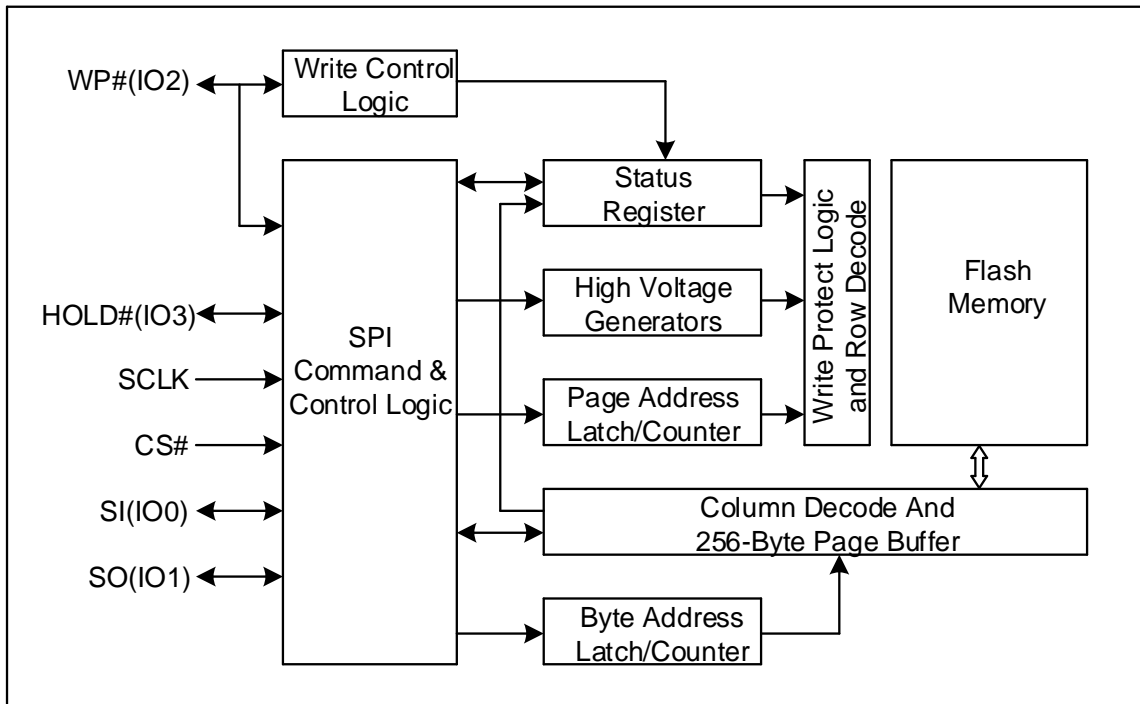 WP#(IO2)
Write Control
Logic
Status
Register
Write Protect Logic
and Row Decode
Flash
Memory
HOLD#(IO3)
High Voltage
Generators
SPI
Command &
Control Logic
SCLK
Page Address
Latch/Counter
CS#
SI(IO0)
Column Decode And
256-Byte Page Buffer
SO(IO1)
Byte Address
Latch/Counter